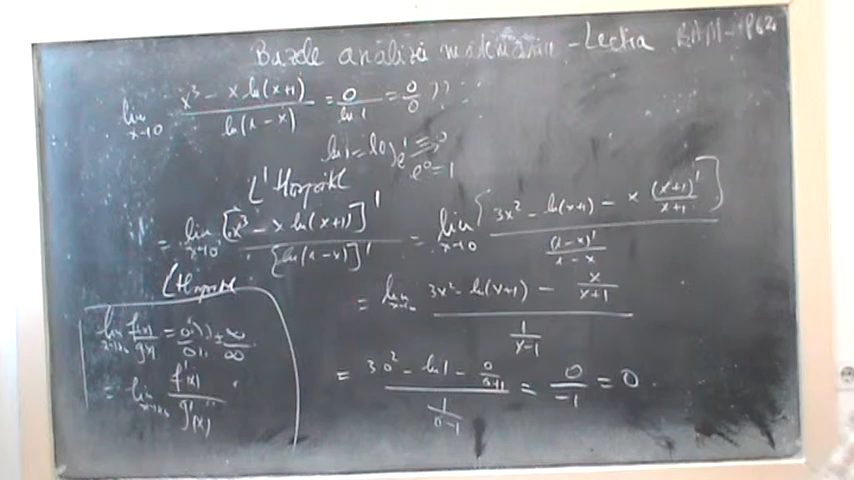 Bazele analizei matematice - Lectia
lim x→0 (x³ - x ln(x+1)) / ln(1-x) = 0 / ln 1 = 0/0
ln 1 = log_e 1 = 0
e⁰ = 1
L'Hospital
= lim x→0 [x³ - x ln(x+1)]' / [ln(1-x)]' = lim x→0 [3x² - ln(x+1) - x (x+1)'/(x+1)] / ((1-x)'/(1-x))
= lim x→0 (3x² - ln(x+1) - x/(x+1)) / (1/(x-1))
= (3·0² - ln 1 - 0/(0+1)) / (1/(0-1)) = 0/-1 = 0
L'Hospital
lim x→x₀ f(x)/g(x) = 0/0, ±∞/∞
= lim x→x₀ f'(x)/g'(x)